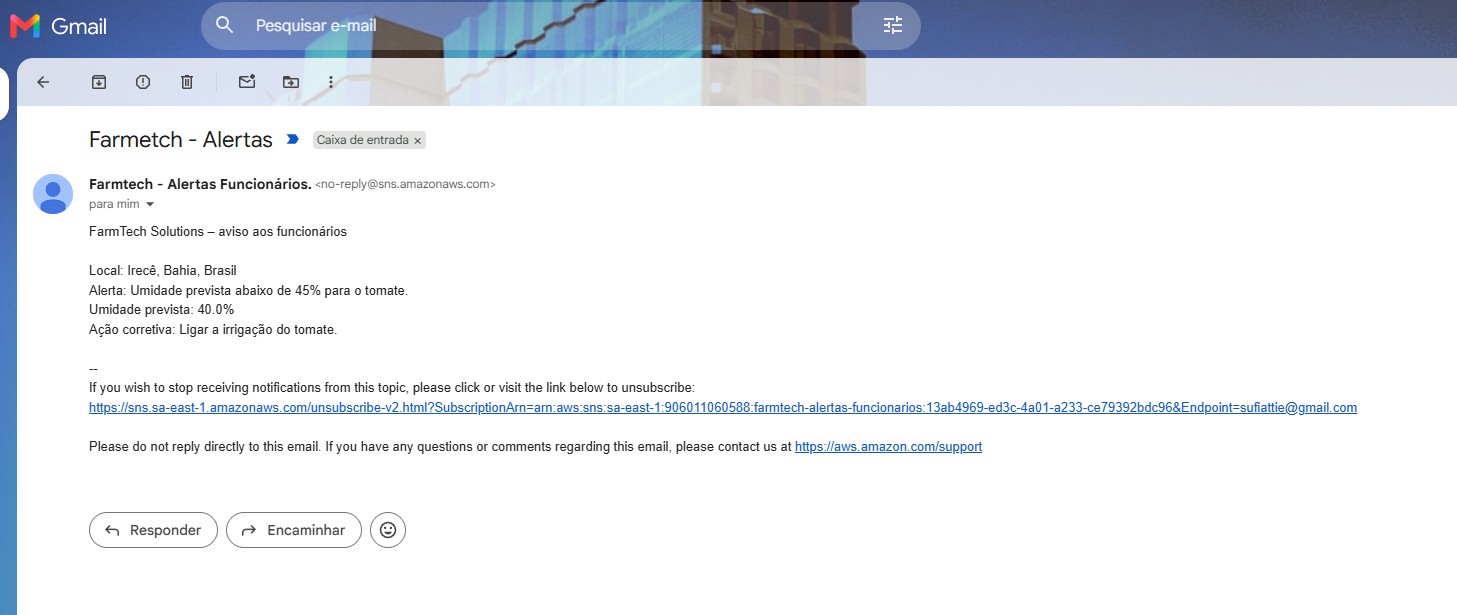 Gmail
Pesquisar e-mail
Farmetch - Alertas
Caixa de entrada ×
Farmtech - Alertas Funcionários. <no-reply@sns.amazonaws.com>
para mim
FarmTech Solutions – aviso aos funcionários
Local: Irecê, Bahia, Brasil
Alerta: Umidade prevista abaixo de 45% para o tomate.
Umidade prevista: 40.0%
Ação corretiva: Ligar a irrigação do tomate.
--
If you wish to stop receiving notifications from this topic, please click or visit the link below to unsubscribe:
https://sns.sa-east-1.amazonaws.com/unsubscribe-v2.html?SubscriptionArn=arn:aws:sns:sa-east-1:906011060588:farmtech-alertas-funcionarios:13ab4969-ed3c-4a01-a233-ce79392bdc96&Endpoint=sufiattie@gmail.com
Please do not reply directly to this email. If you have any questions or comments regarding this email, please contact us at https://aws.amazon.com/support
Responder
Encaminhar